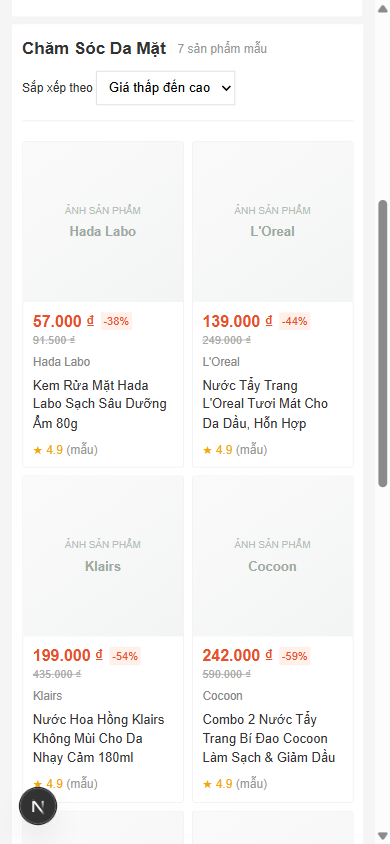 Chăm Sóc Da Mặt 7 sản phẩm mẫu
Sắp xếp theo Giá thấp đến cao
ẢNH SẢN PHẨM
Hada Labo
57.000 ₫ -38%
91.500 ₫
Hada Labo
Kem Rửa Mặt Hada
Labo Sạch Sâu Dưỡng
Ẩm 80g
★ 4.9 (mẫu)
ẢNH SẢN PHẨM
L'Oreal
139.000 ₫ -44%
249.000 ₫
L'Oreal
Nước Tẩy Trang
L'Oreal Tươi Mát Cho
Da Dầu, Hỗn Hợp
★ 4.9 (mẫu)
ẢNH SẢN PHẨM
Klairs
199.000 ₫ -54%
435.000 ₫
Klairs
Nước Hoa Hồng Klairs
Không Mùi Cho Da
Nhạy Cảm 180ml
★ 4.9 (mẫu)
ẢNH SẢN PHẨM
Cocoon
242.000 ₫ -59%
590.000 ₫
Cocoon
Combo 2 Nước Tẩy
Trang Bí Đao Cocoon
Làm Sạch & Giảm Dầu
★ 4.9 (mẫu)
N